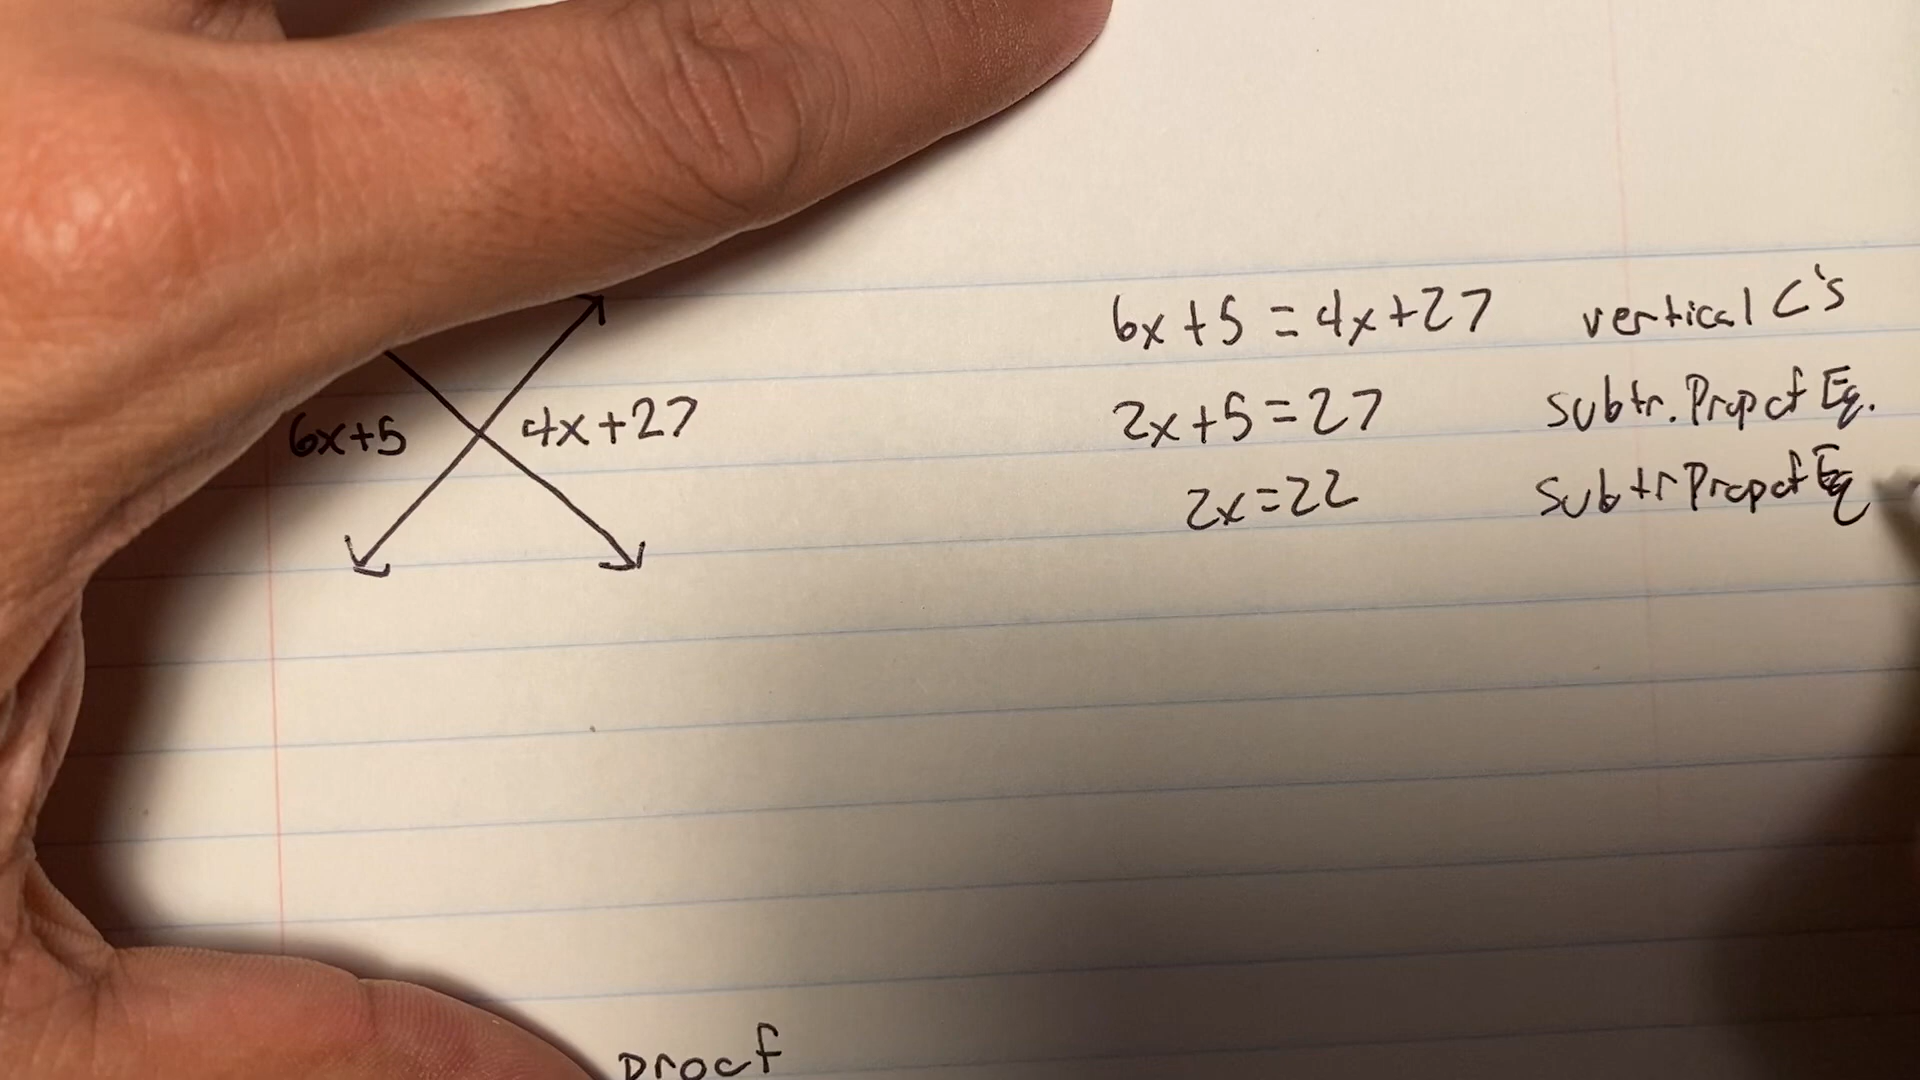 6x+5 4x+27
6x+5=4x+27 vertical <'s
2x+5=27 subtr. Prop of Eq.
2x=22 subtr Prop of Eq
proof